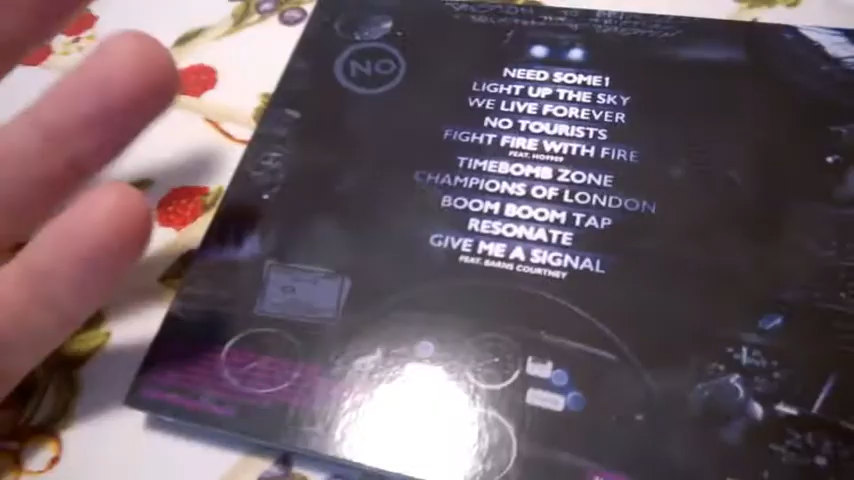 NO
NEED SOME1
LIGHT UP THE SKY
WE LIVE FOREVER
NO TOURISTS
FIGHT FIRE WITH FIRE
FEAT. HO99O9
TIMEBOMB ZONE
CHAMPIONS OF LONDON
BOOM BOOM TAP
RESONATE
GIVE ME A SIGNAL
FEAT. BARNS COURTNEY